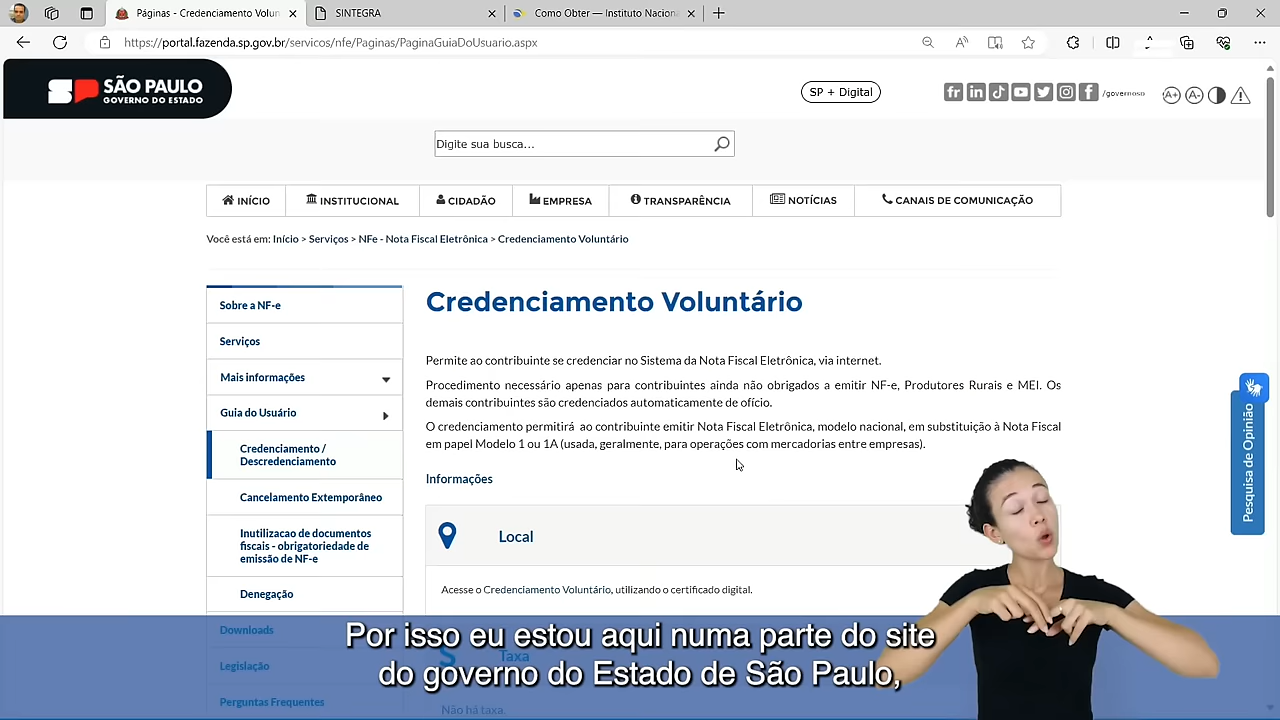 Páginas - Credenciamento Volun
SINTEGRA
Como Obter — Instituto Naciona
https://portal.fazenda.sp.gov.br/servicos/nfe/Paginas/PaginaGuiaDoUsuario.aspx
SÃO PAULO
GOVERNO DO ESTADO
SP + Digital
/governosp
A+ A-
Digite sua busca...
INÍCIO
INSTITUCIONAL
CIDADÃO
EMPRESA
TRANSPARÊNCIA
NOTÍCIAS
CANAIS DE COMUNICAÇÃO
Você está em: Início > Serviços > NFe - Nota Fiscal Eletrônica > Credenciamento Voluntário
Sobre a NF-e
Serviços
Mais informações
Guia do Usuário
Credenciamento /
Descredenciamento
Cancelamento Extemporâneo
Inutilizacao de documentos
fiscais - obrigatoriedade de
emissão de NF-e
Denegação
Downloads
Legislação
Perguntas Frequentes
Credenciamento Voluntário
Permite ao contribuinte se credenciar no Sistema da Nota Fiscal Eletrônica, via internet.
Procedimento necessário apenas para contribuintes ainda não obrigados a emitir NF-e, Produtores Rurais e MEI. Os
demais contribuintes são credenciados automaticamente de ofício.
O credenciamento permitirá ao contribuinte emitir Nota Fiscal Eletrônica, modelo nacional, em substituição à Nota Fiscal
em papel Modelo 1 ou 1A (usada, geralmente, para operações com mercadorias entre empresas).
Informações
Local
Acesse o Credenciamento Voluntário, utilizando o certificado digital.
Taxa
Não há taxa.
Pesquisa de Opinião
Por isso eu estou aqui numa parte do site
do governo do Estado de São Paulo,